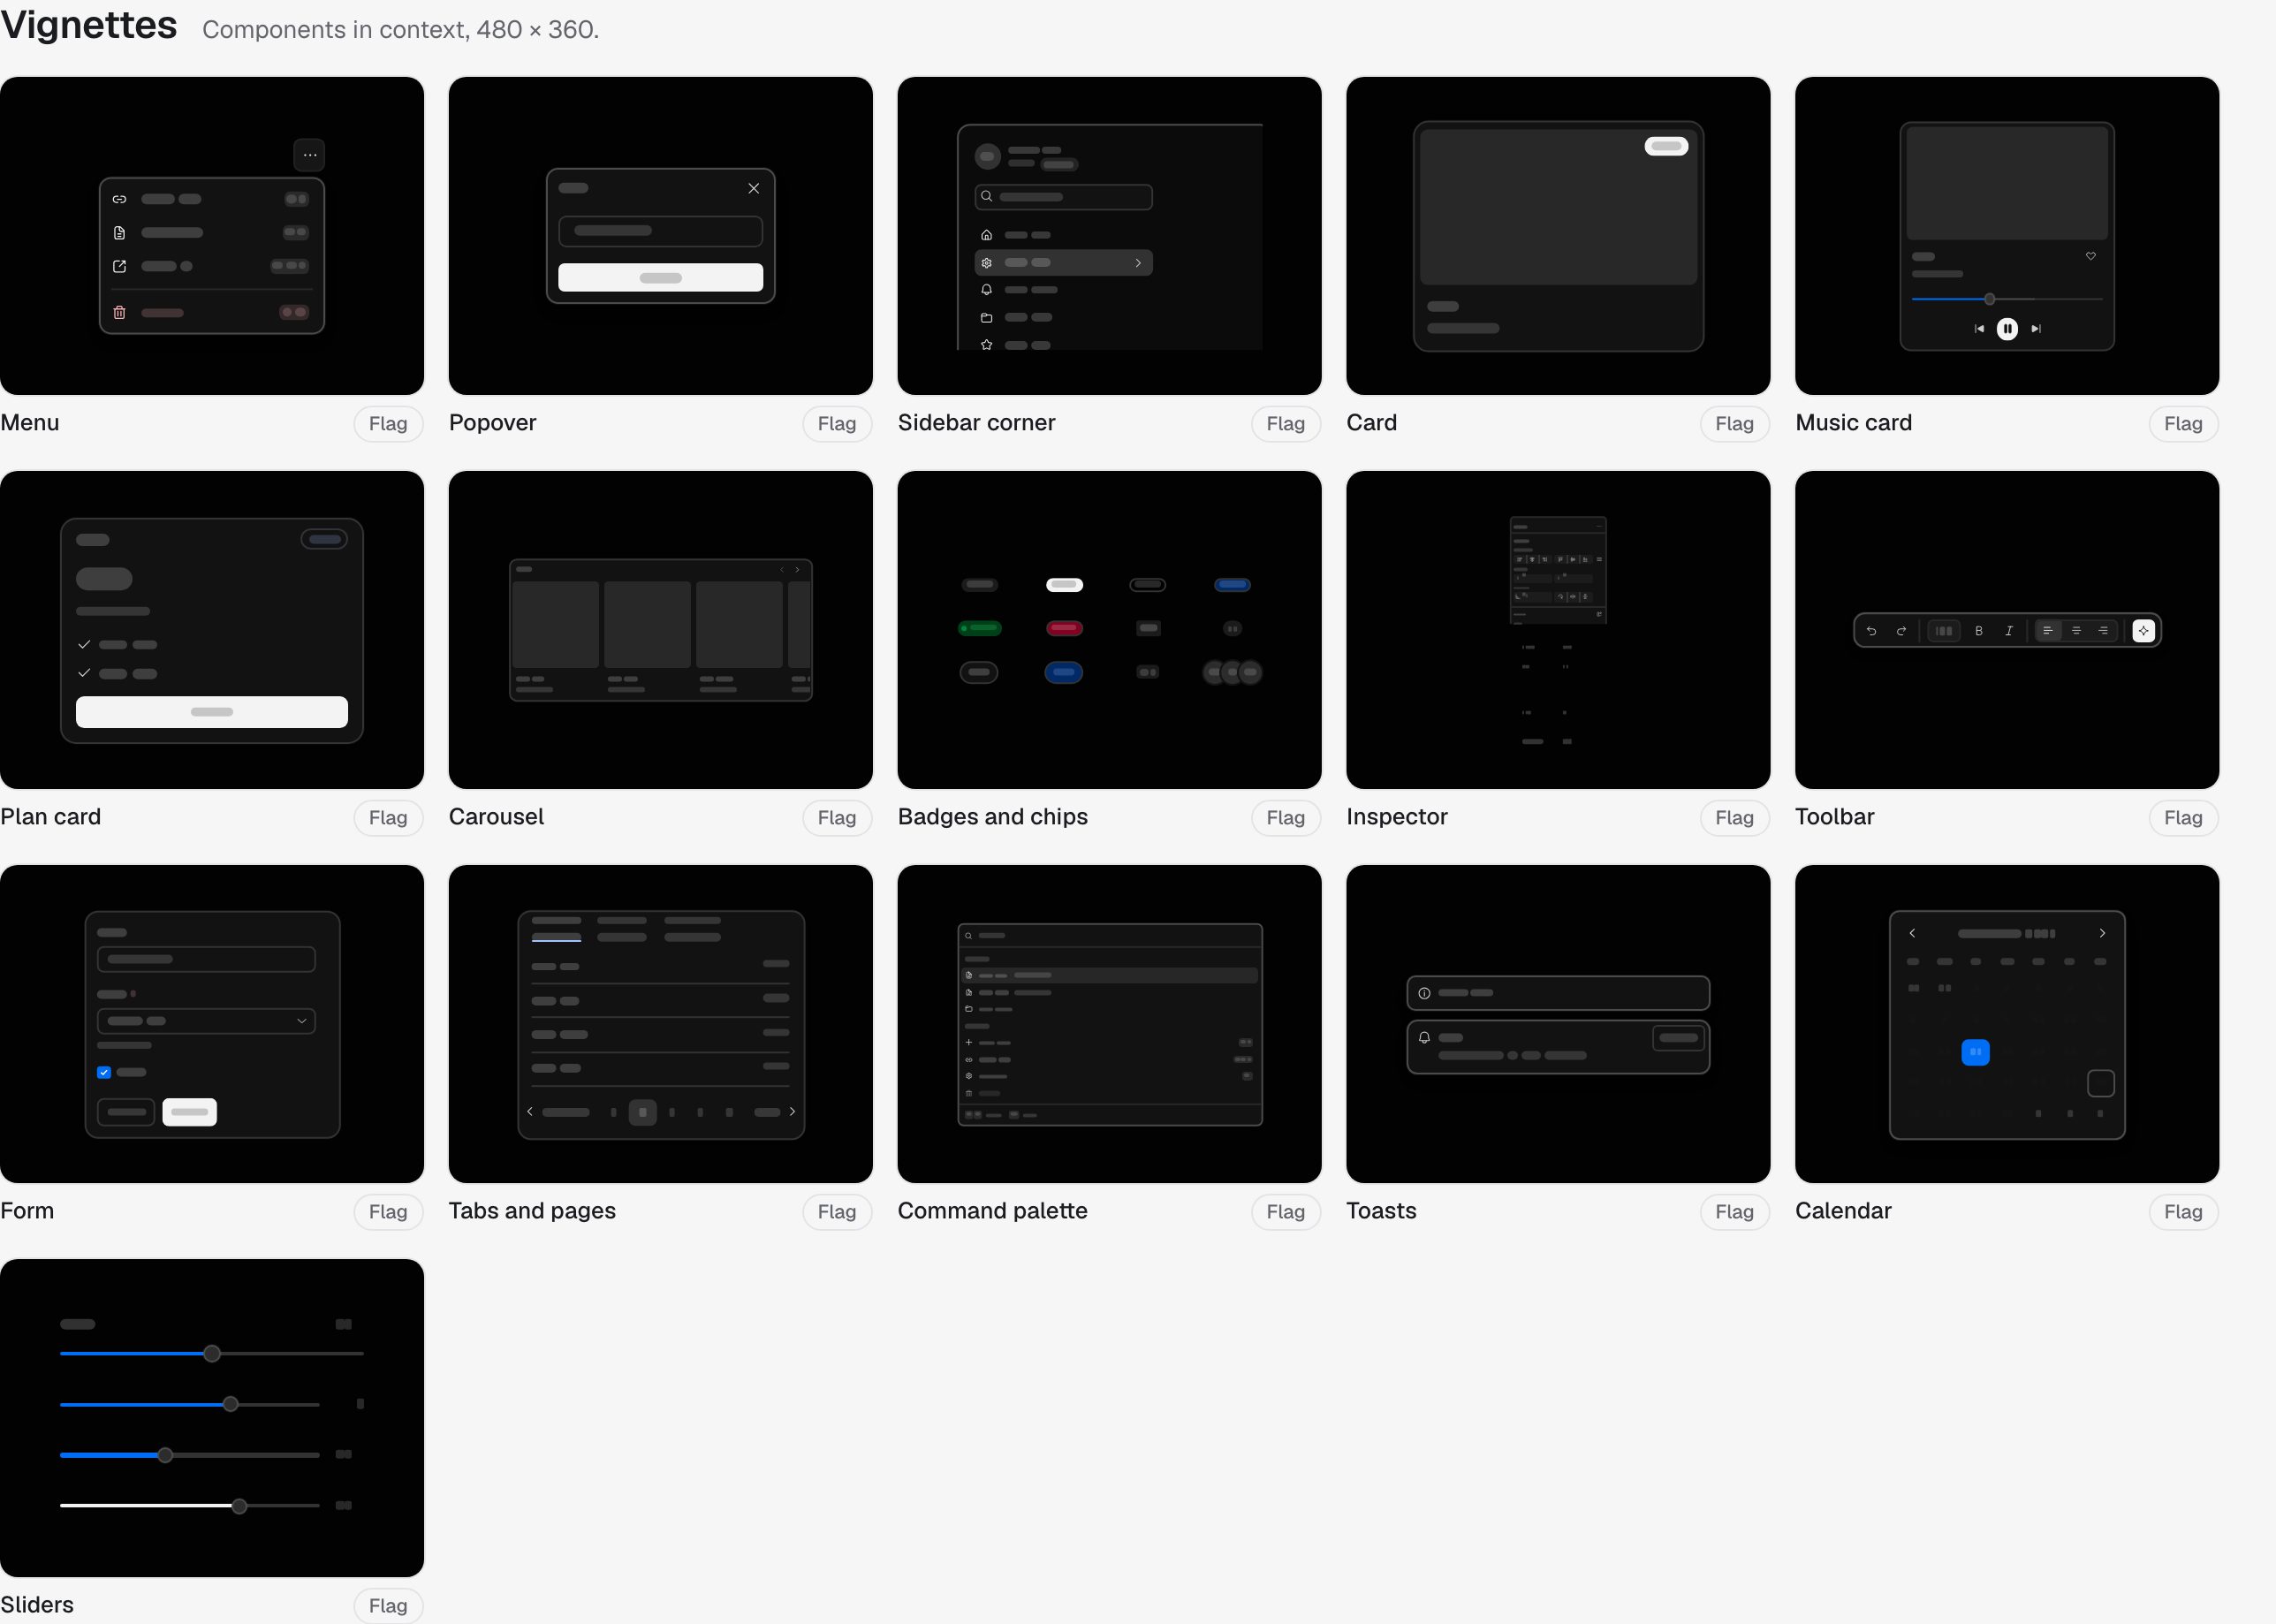 Vignettes Components in context, 480 × 360.
Menu Flag
Popover Flag
Sidebar corner Flag
Card Flag
Music card Flag
B I
Plan card Flag
Carousel Flag
Badges and chips Flag
Inspector Flag
Toolbar Flag
Form Flag
Tabs and pages Flag
Command palette Flag
Toasts Flag
Calendar Flag
Sliders Flag